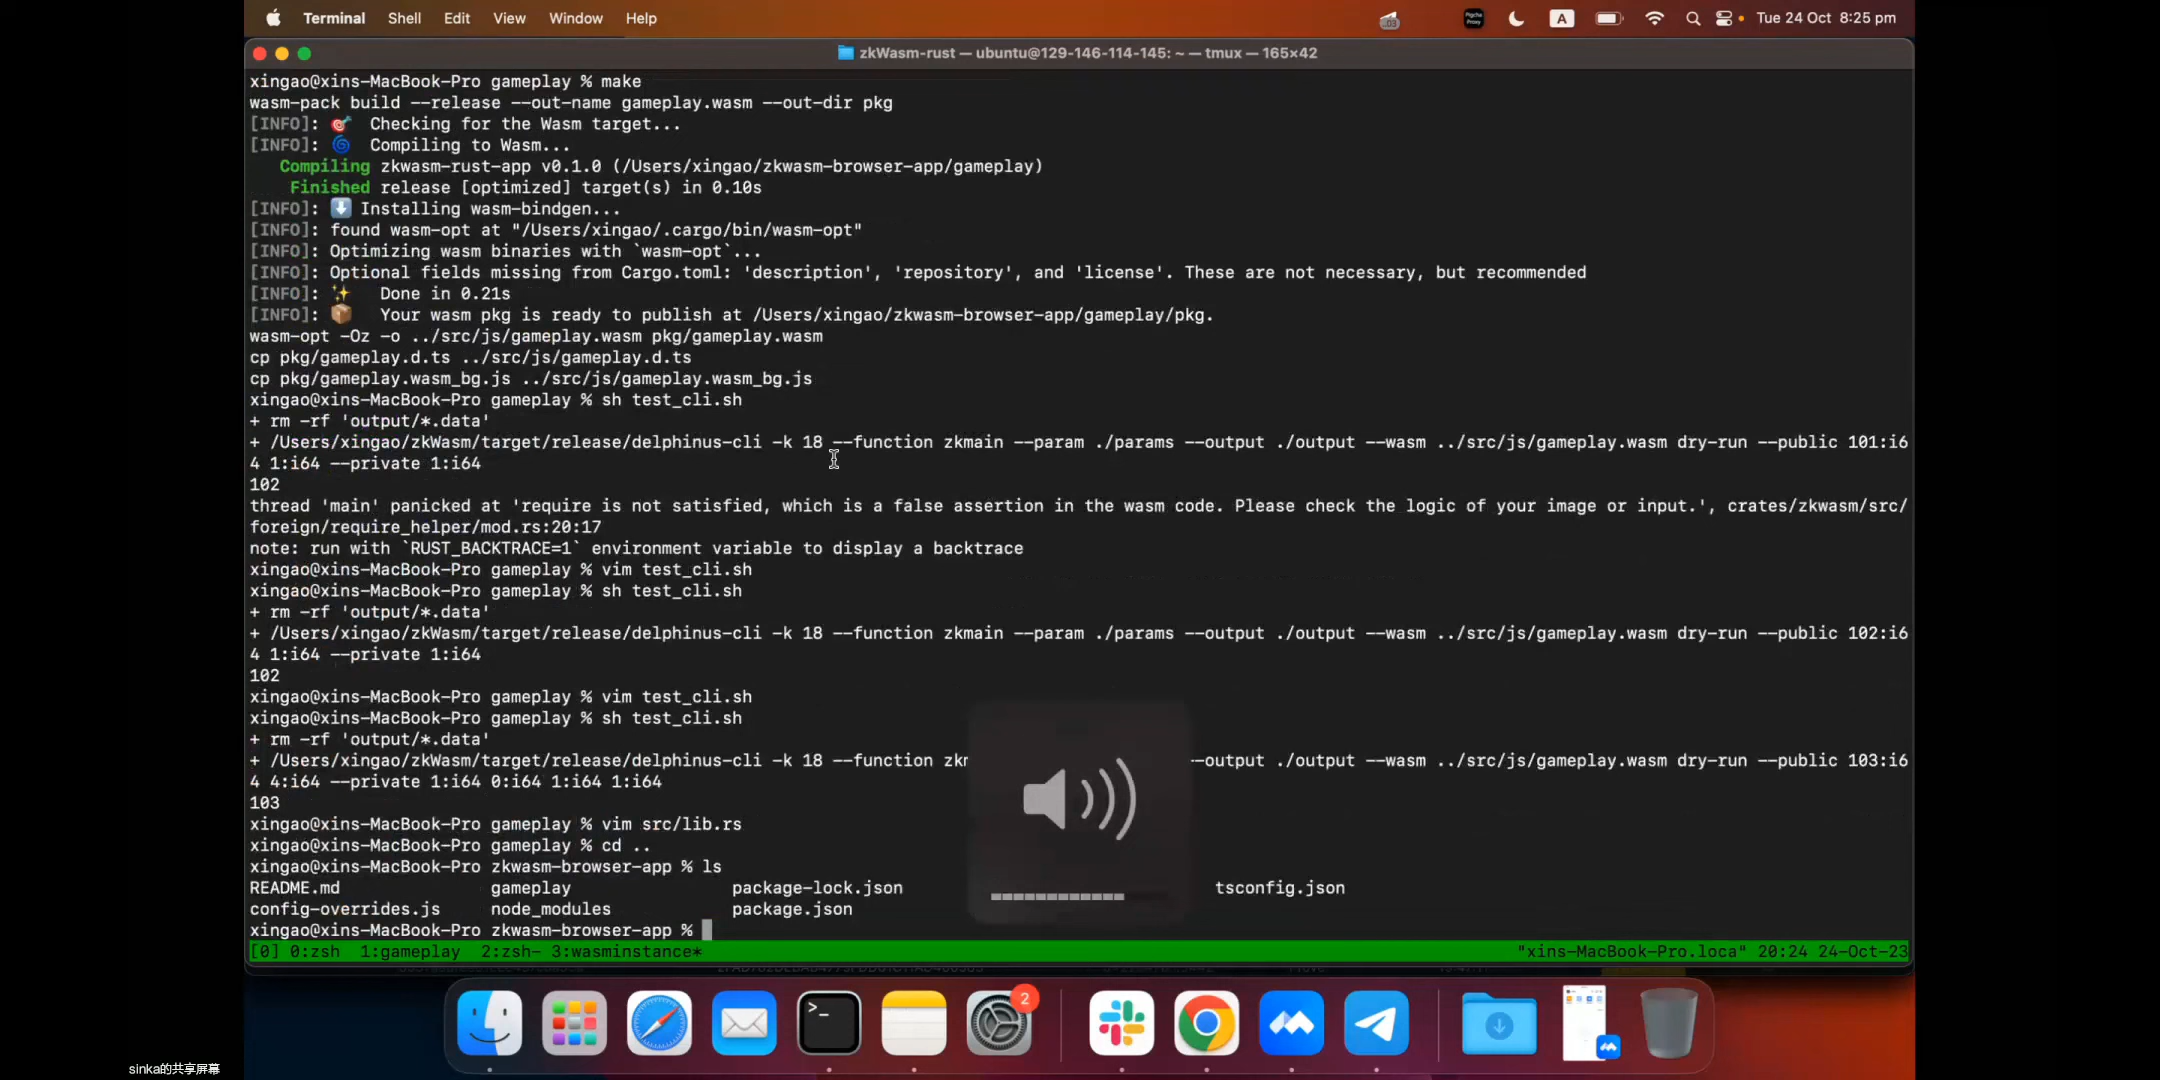 Terminal Shell Edit View Window Help A Tue 24 Oct 8:25 pm
zkWasm-rust — ubuntu@129-146-114-145: ~ — tmux — 165×42
xingao@xins-MacBook-Pro gameplay % make
wasm-pack build --release --out-name gameplay.wasm --out-dir pkg
[INFO]: 🎯 Checking for the Wasm target...
[INFO]: 🌀 Compiling to Wasm...
Compiling zkwasm-rust-app v0.1.0 (/Users/xingao/zkwasm-browser-app/gameplay)
Finished release [optimized] target(s) in 0.10s
[INFO]: ⬇️ Installing wasm-bindgen...
[INFO]: found wasm-opt at "/Users/xingao/.cargo/bin/wasm-opt"
[INFO]: Optimizing wasm binaries with `wasm-opt`...
[INFO]: Optional fields missing from Cargo.toml: 'description', 'repository', and 'license'. These are not necessary, but recommended
[INFO]: ✨ Done in 0.21s
[INFO]: 📦 Your wasm pkg is ready to publish at /Users/xingao/zkwasm-browser-app/gameplay/pkg.
wasm-opt -Oz -o ../src/js/gameplay.wasm pkg/gameplay.wasm
cp pkg/gameplay.d.ts ../src/js/gameplay.d.ts
cp pkg/gameplay.wasm_bg.js ../src/js/gameplay.wasm_bg.js
xingao@xins-MacBook-Pro gameplay % sh test_cli.sh
+ rm -rf 'output/*.data'
+ /Users/xingao/zkWasm/target/release/delphinus-cli -k 18 --function zkmain --param ./params --output ./output --wasm ../src/js/gameplay.wasm dry-run --public 101:i6
4 1:i64 --private 1:i64
102
thread 'main' panicked at 'require is not satisfied, which is a false assertion in the wasm code. Please check the logic of your image or input.', crates/zkwasm/src/
foreign/require_helper/mod.rs:20:17
note: run with `RUST_BACKTRACE=1` environment variable to display a backtrace
xingao@xins-MacBook-Pro gameplay % vim test_cli.sh
xingao@xins-MacBook-Pro gameplay % sh test_cli.sh
+ rm -rf 'output/*.data'
+ /Users/xingao/zkWasm/target/release/delphinus-cli -k 18 --function zkmain --param ./params --output ./output --wasm ../src/js/gameplay.wasm dry-run --public 102:i6
4 1:i64 --private 1:i64
102
xingao@xins-MacBook-Pro gameplay % vim test_cli.sh
xingao@xins-MacBook-Pro gameplay % sh test_cli.sh
+ rm -rf 'output/*.data'
+ /Users/xingao/zkWasm/target/release/delphinus-cli -k 18 --function --output ./output --wasm ../src/js/gameplay.wasm dry-run --public 103:i6
4 4:i64 --private 1:i64 0:i64 1:i64 1:i64
103
xingao@xins-MacBook-Pro gameplay % vim src/lib.rs
xingao@xins-MacBook-Pro gameplay % cd ..
xingao@xins-MacBook-Pro zkwasm-browser-app % ls
README.md gameplay package-lock.json tsconfig.json
config-overrides.js node_modules package.json
xingao@xins-MacBook-Pro zkwasm-browser-app %
[0] 0:zsh 1:gameplay 2:zsh- 3:wasminstance* "xins-MacBook-Pro.loca" 20:24 24-Oct-23
2
sinka的共享屏幕